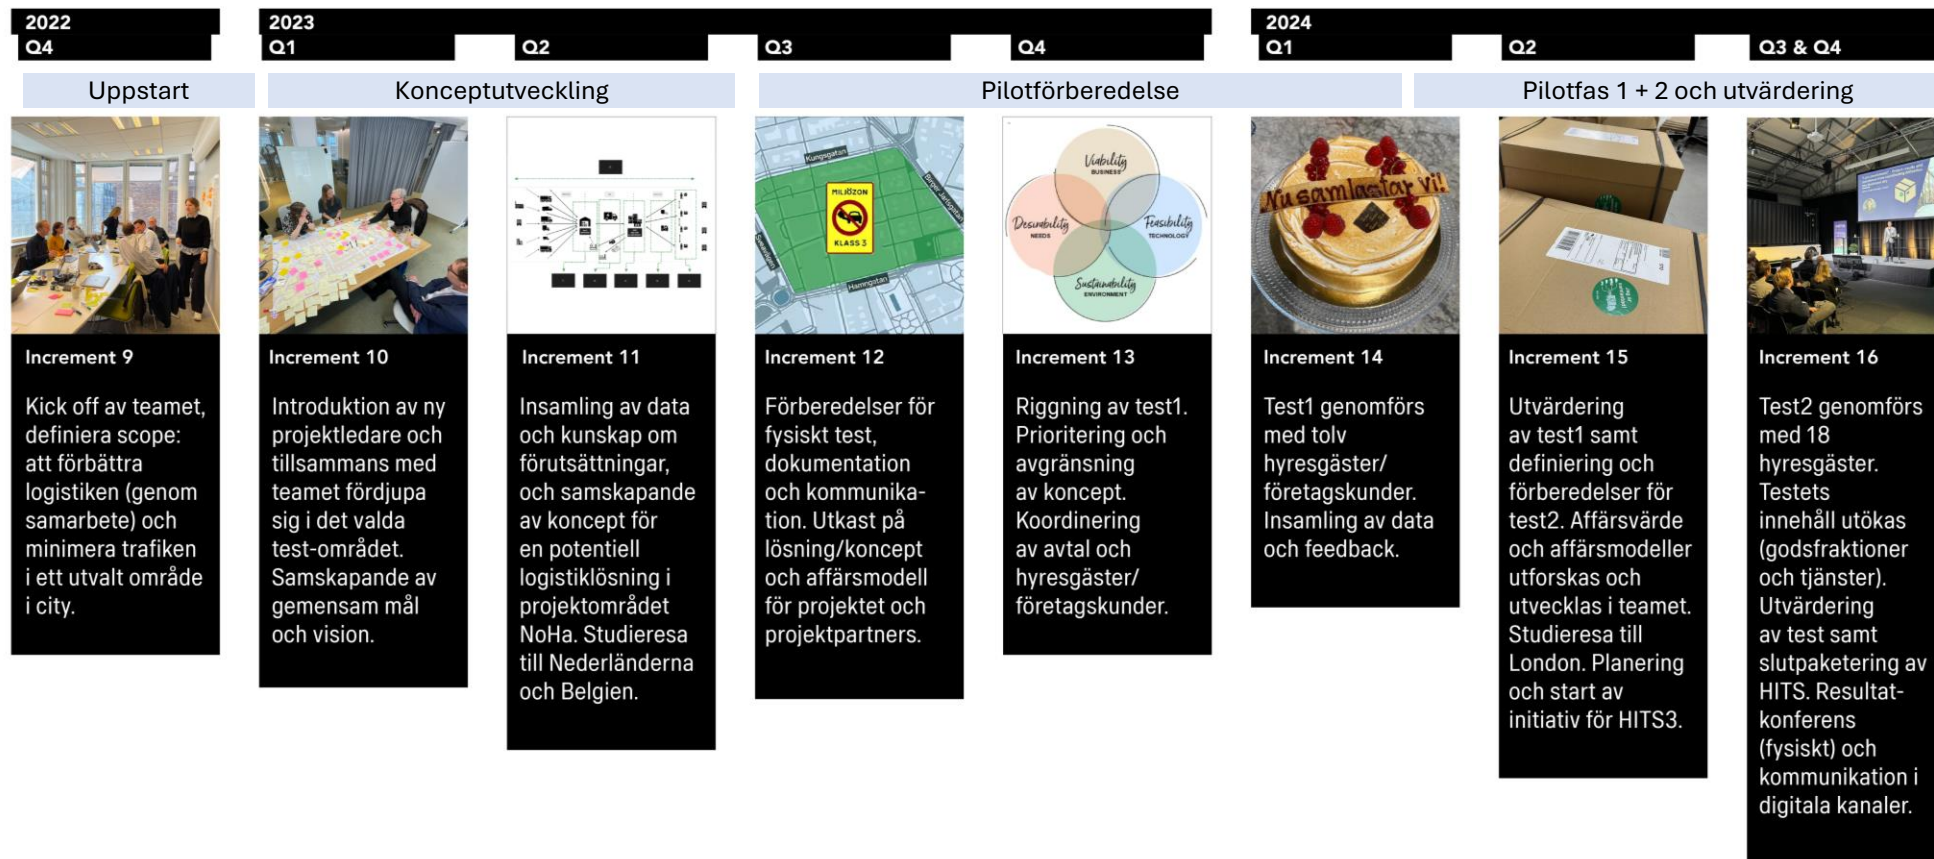 2022
2023
2024
Q4
Q1
Q2
Q3
Q4
Q1
Q2
Q3 & Q4
Uppstart
Konceptutveckling
Pilotförberedelse
Pilotfas 1 + 2 och utvärdering
Kungsgatan
Birger Jarlsgatan
MILJÖZON
KLASS 3
Sveavägen
Hamngatan
Viability
BUSINESS
Desirability
NEEDS
Feasibility
TECHNOLOGY
Sustainability
ENVIRONMENT
Nu samlastar vi!
Increment 9
Kick off av teamet,
definiera scope:
att förbättra
logistiken (genom
samarbete) och
minimera trafiken
i ett utvalt område
i city.
Increment 10
Introduktion av ny
projektledare och
tillsammans med
teamet fördjupa
sig i det valda
test-området.
Samskapande av
gemensam mål
och vision.
Increment 11
Insamling av data
och kunskap om
förutsättningar,
och samskapande
av koncept för
en potentiell
logistiklösning i
projektområdet
NoHa. Studieresa
till Nederländerna
och Belgien.
Increment 12
Förberedelser för
fysiskt test,
dokumentation
och kommunika-
tion. Utkast på
lösning/koncept
och affärsmodell
för projektet och
projektpartners.
Increment 13
Riggning av test1.
Prioritering och
avgränsning
av koncept.
Koordinering
av avtal och
hyresgäster/
företagskunder.
Increment 14
Test1 genomförs
med tolv
hyresgäster/
företagskunder.
Insamling av data
och feedback.
Increment 15
Utvärdering
av test1 samt
definiering och
förberedelser för
test2. Affärsvärde
och affärsmodeller
utforskas och
utvecklas i teamet.
Studieresa till
London. Planering
och start av
initiativ för HITS3.
Increment 16
Test2 genomförs
med 18
hyresgäster.
Testets
innehåll utökas
(godsfraktioner
och tjänster).
Utvärdering
av test samt
slutpaketering av
HITS. Resultat-
konferens
(fysiskt) och
kommunikation i
digitala kanaler.